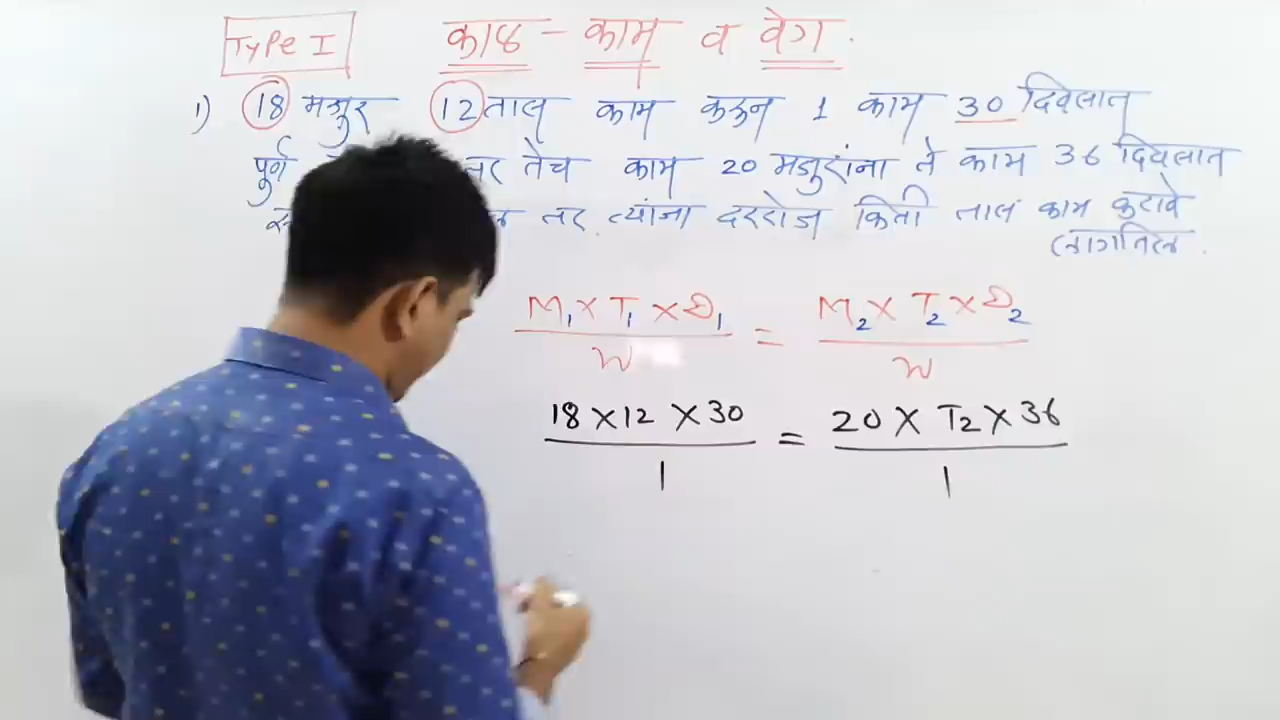 TYPE I काळ - काम व वेग.
1) 18 मजुर 12 तास काम करून 1 काम 30 दिवसात
पुर्ण तर तेच काम 20 मजुरांना ते काम 36 दिवसात
तर त्यांना दररोज किती तास काम करावे
लागतिल.
M₁ × T₁ × D₁ / W = M₂ × T₂ × D₂ / W
18 × 12 × 30 / 1 = 20 × T₂ × 36 / 1